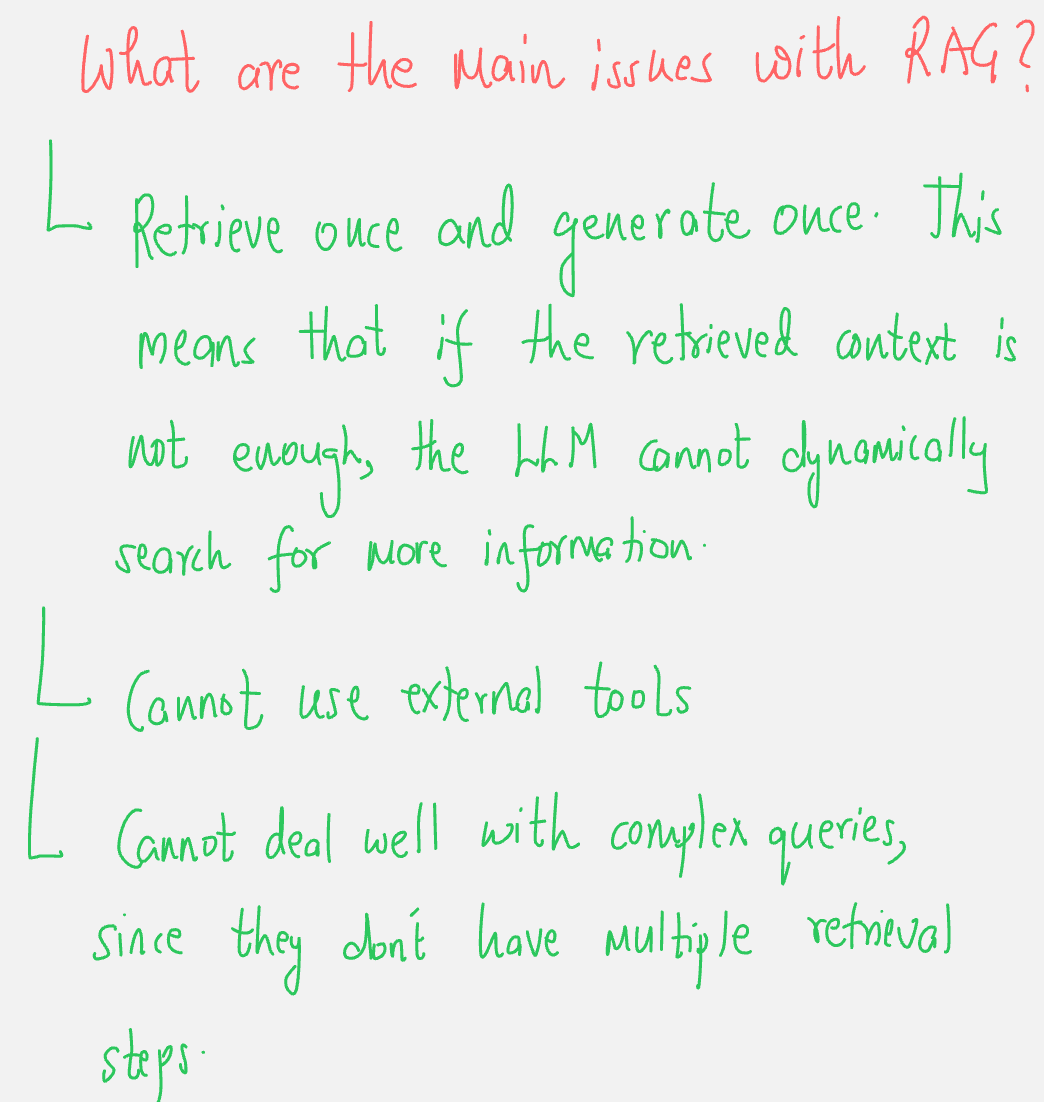 What are the main issues with RAG?
Retrieve once and generate once. This
means that if the retrieved context is
not enough, the LLM cannot dynamically
search for more information.
Cannot use external tools
Cannot deal well with complex queries,
since they don't have multiple retrieval
steps.